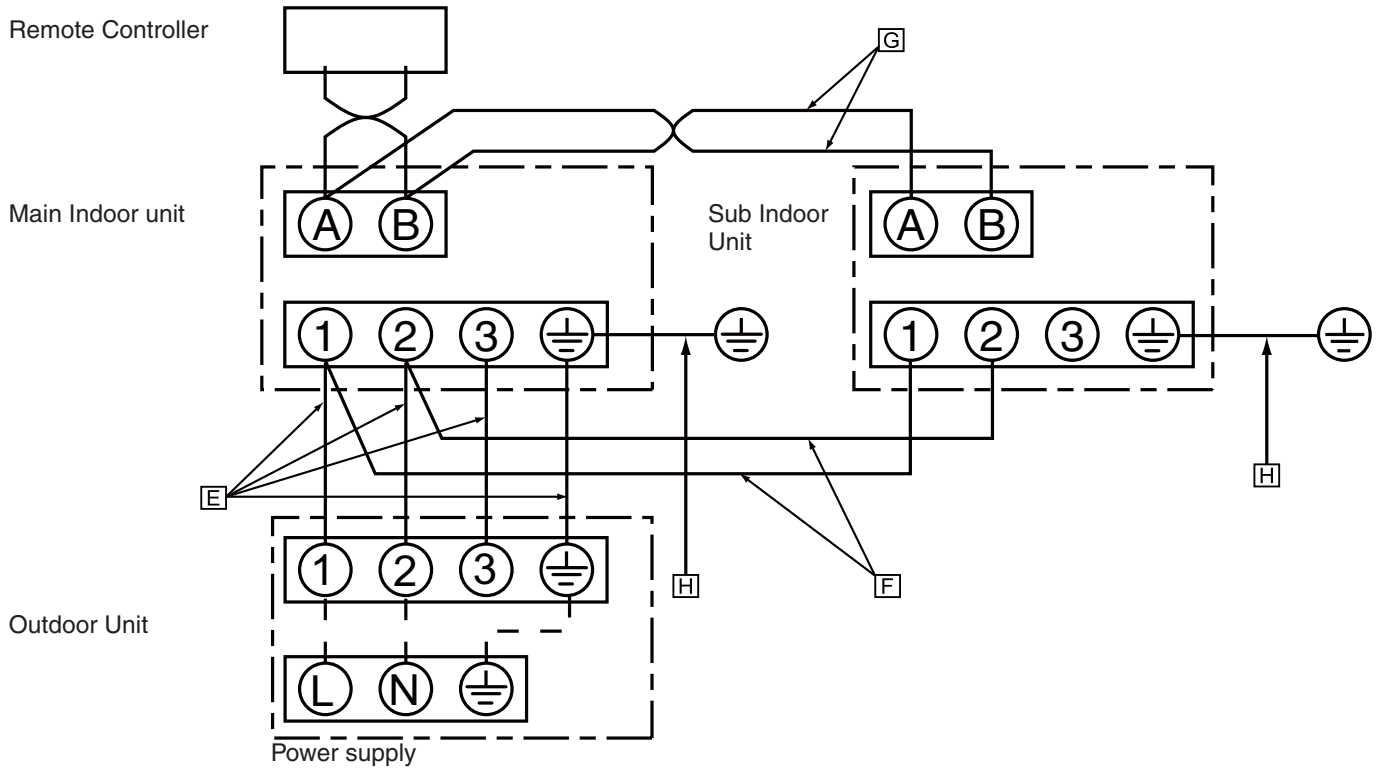 Remote Controller
G
Main Indoor unit
A B
Sub Indoor
Unit
A B
1 2 3
1 2 3
E
H
F
H
1 2 3
Outdoor Unit
L N
Power supply